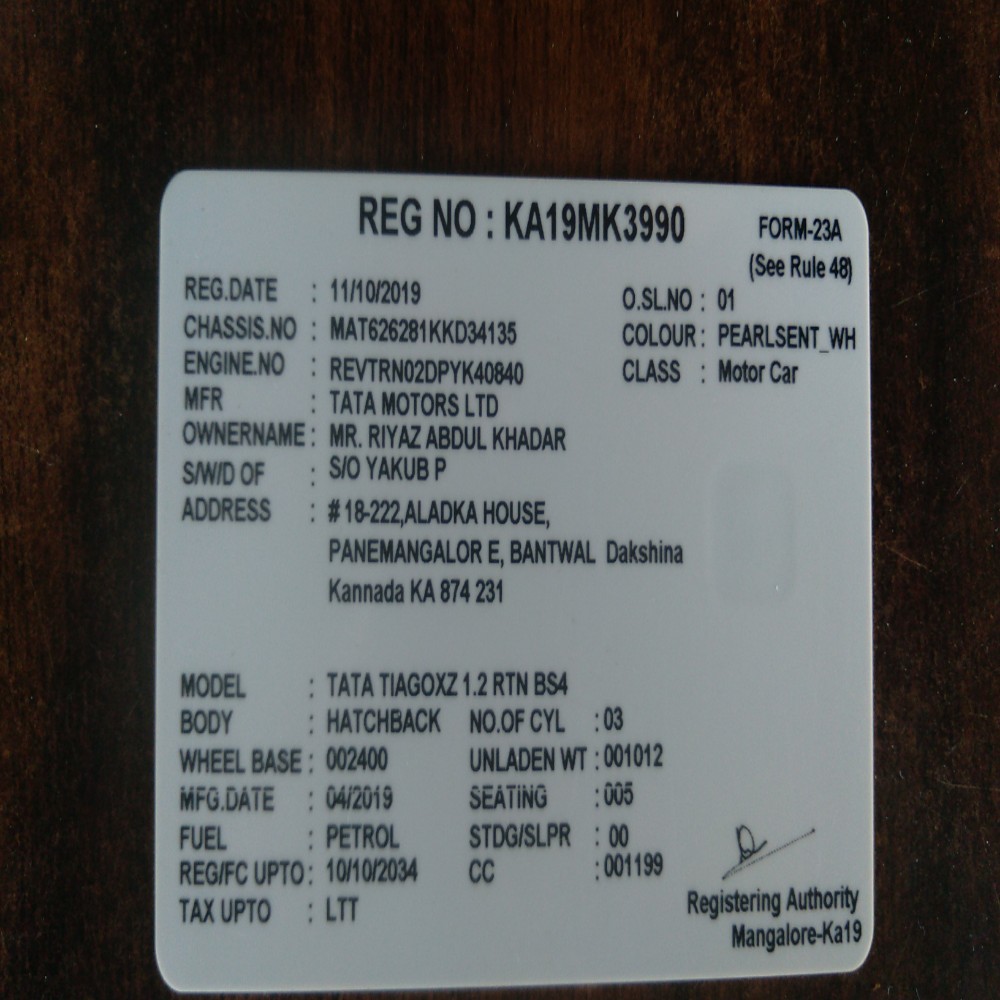 REG NO : KA19MK3990
FORM-23A
(See Rule 48)
REG.DATE : 11/10/2019 O.SL.NO : 01
CHASSIS.NO : MAT626281KKD34135 COLOUR : PEARLSENT_WH
ENGINE.NO : REVTRN02DPYK40840 CLASS : Motor Car
MFR : TATA MOTORS LTD
OWNERNAME : MR. RIYAZ ABDUL KHADAR
S/W/D OF : S/O YAKUB P
ADDRESS : # 18-222,ALADKA HOUSE,
PANEMANGALOR E, BANTWAL Dakshina
Kannada KA 874 231
MODEL : TATA TIAGOXZ 1.2 RTN BS4
BODY : HATCHBACK NO.OF CYL : 03
WHEEL BASE : 002400 UNLADEN WT : 001012
MFG.DATE : 04/2019 SEATING : 005
FUEL : PETROL STDG/SLPR : 00
REG/FC UPTO : 10/10/2034 CC : 001199
TAX UPTO : LTT
Registering Authority
Mangalore-Ka19